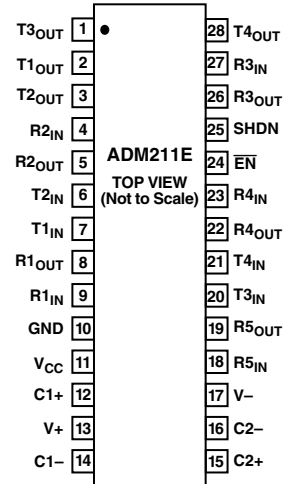 T3OUT 1
T1OUT 2
T2OUT 3
R2IN 4
R2OUT 5
T2IN 6
T1IN 7
R1OUT 8
R1IN 9
GND 10
VCC 11
C1+ 12
V+ 13
C1– 14
ADM211E
TOP VIEW
(Not to Scale)
28 T4OUT
27 R3IN
26 R3OUT
25 SHDN
24 E̅N̅
23 R4IN
22 R4OUT
21 T4IN
20 T3IN
19 R5OUT
18 R5IN
17 V–
16 C2–
15 C2+